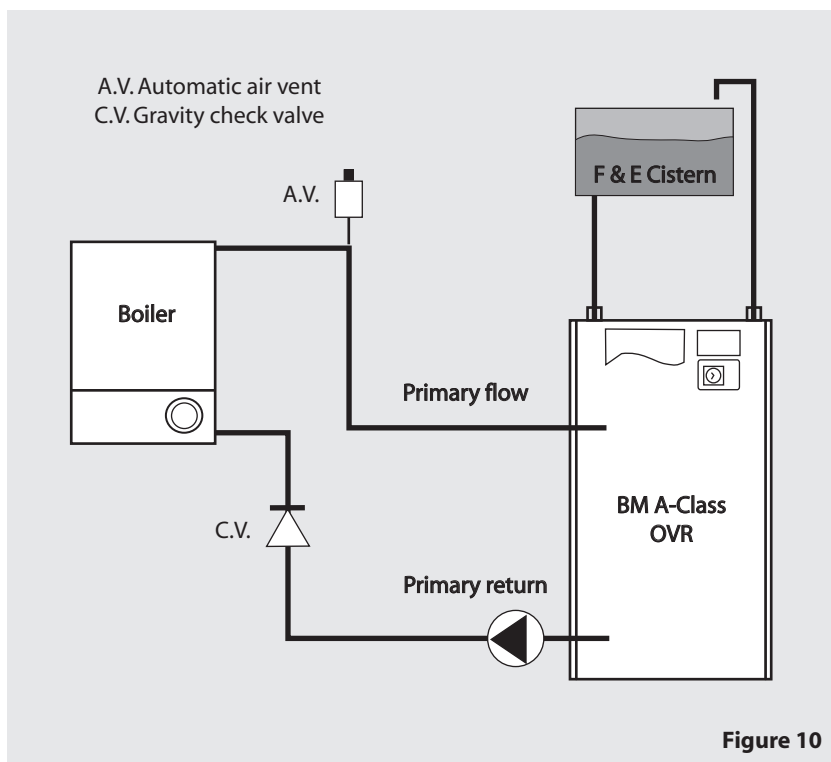 A.V. Automatic air vent
C.V. Gravity check valve
A.V.
F & E Cistern
Boiler
Primary flow
BM A-Class
OVR
C.V.
Primary return
Figure 10